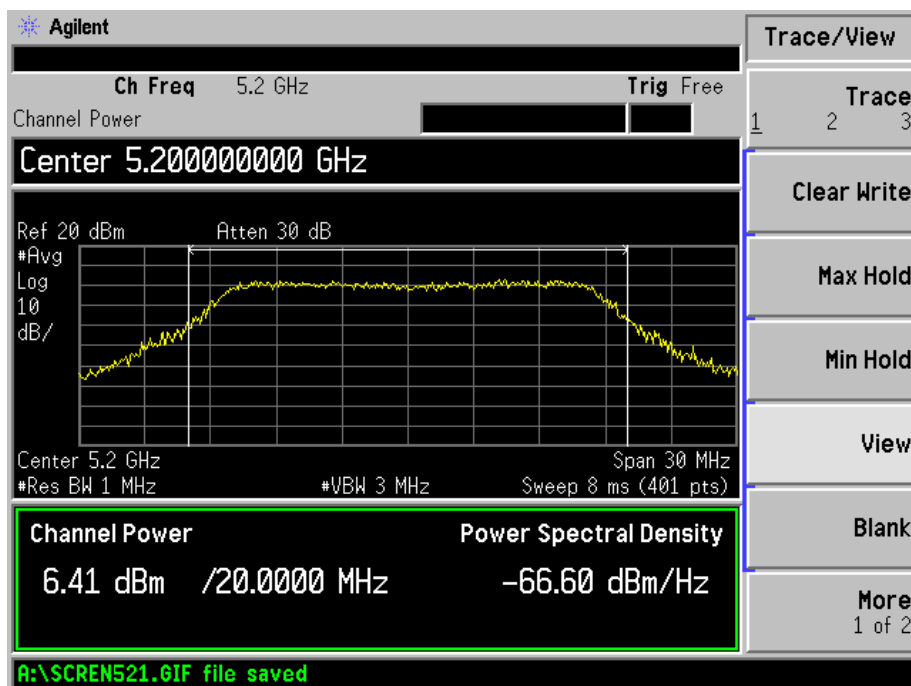 Agilent
Trace/View
Ch Freq 5.2 GHz Trig Free
Channel Power
Trace
1 2 3
Center 5.200000000 GHz
Clear Write
Ref 20 dBm Atten 30 dB
#Avg
Log
10
dB/
Max Hold
Min Hold
View
Center 5.2 GHz Span 30 MHz
#Res BW 1 MHz #VBW 3 MHz Sweep 8 ms (401 pts)
Channel Power Power Spectral Density
6.41 dBm /20.0000 MHz -66.60 dBm/Hz
Blank
More
1 of 2
A:\SCREN521.GIF file saved